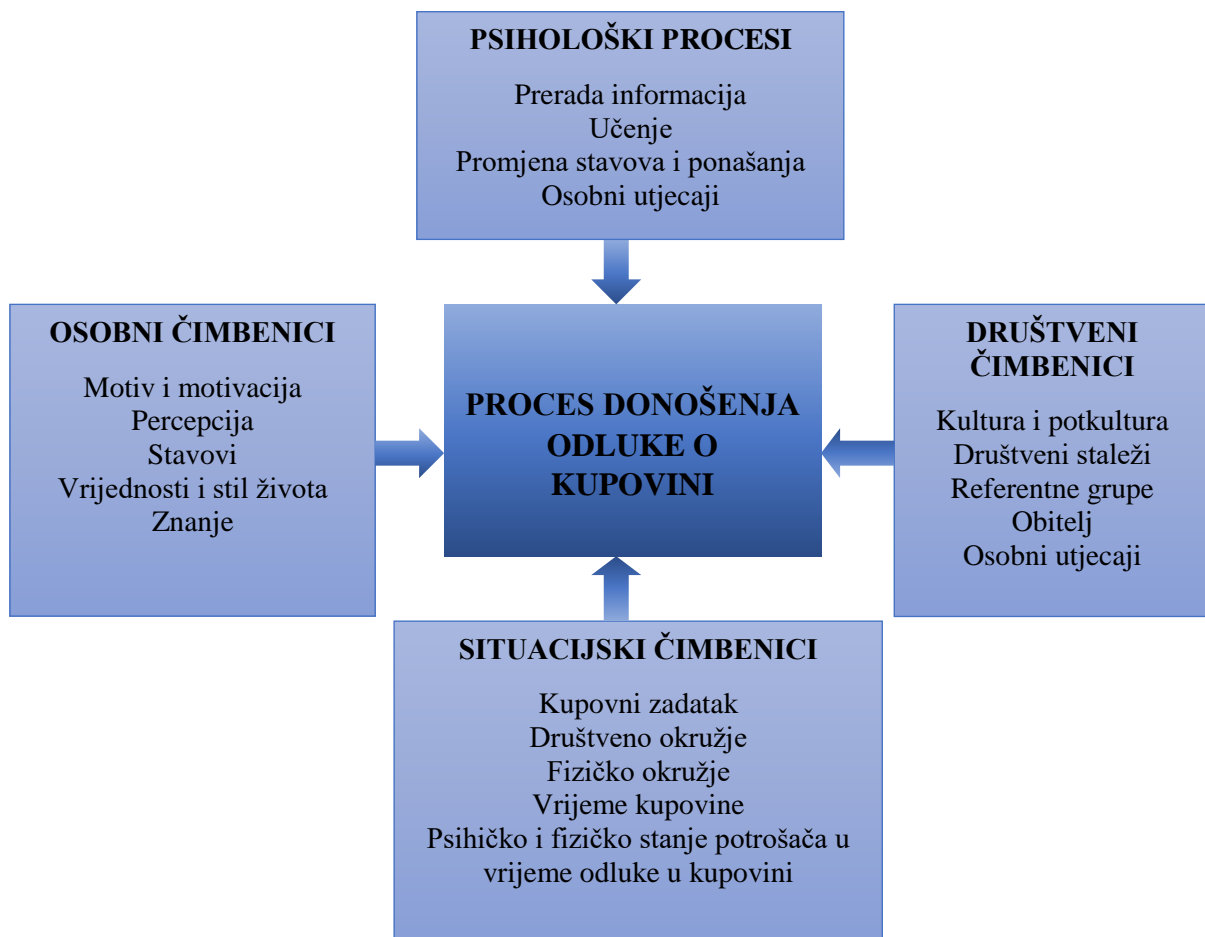 PSIHOLOŠKI PROCESI
Prerada informacija
Učenje
Promjena stavova i ponašanja
Osobni utjecaji
OSOBNI ČIMBENICI
Motiv i motivacija
Percepcija
Stavovi
Vrijednosti i stil života
Znanje
PROCES DONOŠENJA
ODLUKE O
KUPOVINI
DRUŠTVENI
ČIMBENICI
Kultura i potkultura
Društveni staleži
Referentne grupe
Obitelj
Osobni utjecaji
SITUACIJSKI ČIMBENICI
Kupovni zadatak
Društveno okružje
Fizičko okružje
Vrijeme kupovine
Psihičko i fizičko stanje potrošača u
vrijeme odluke u kupovini